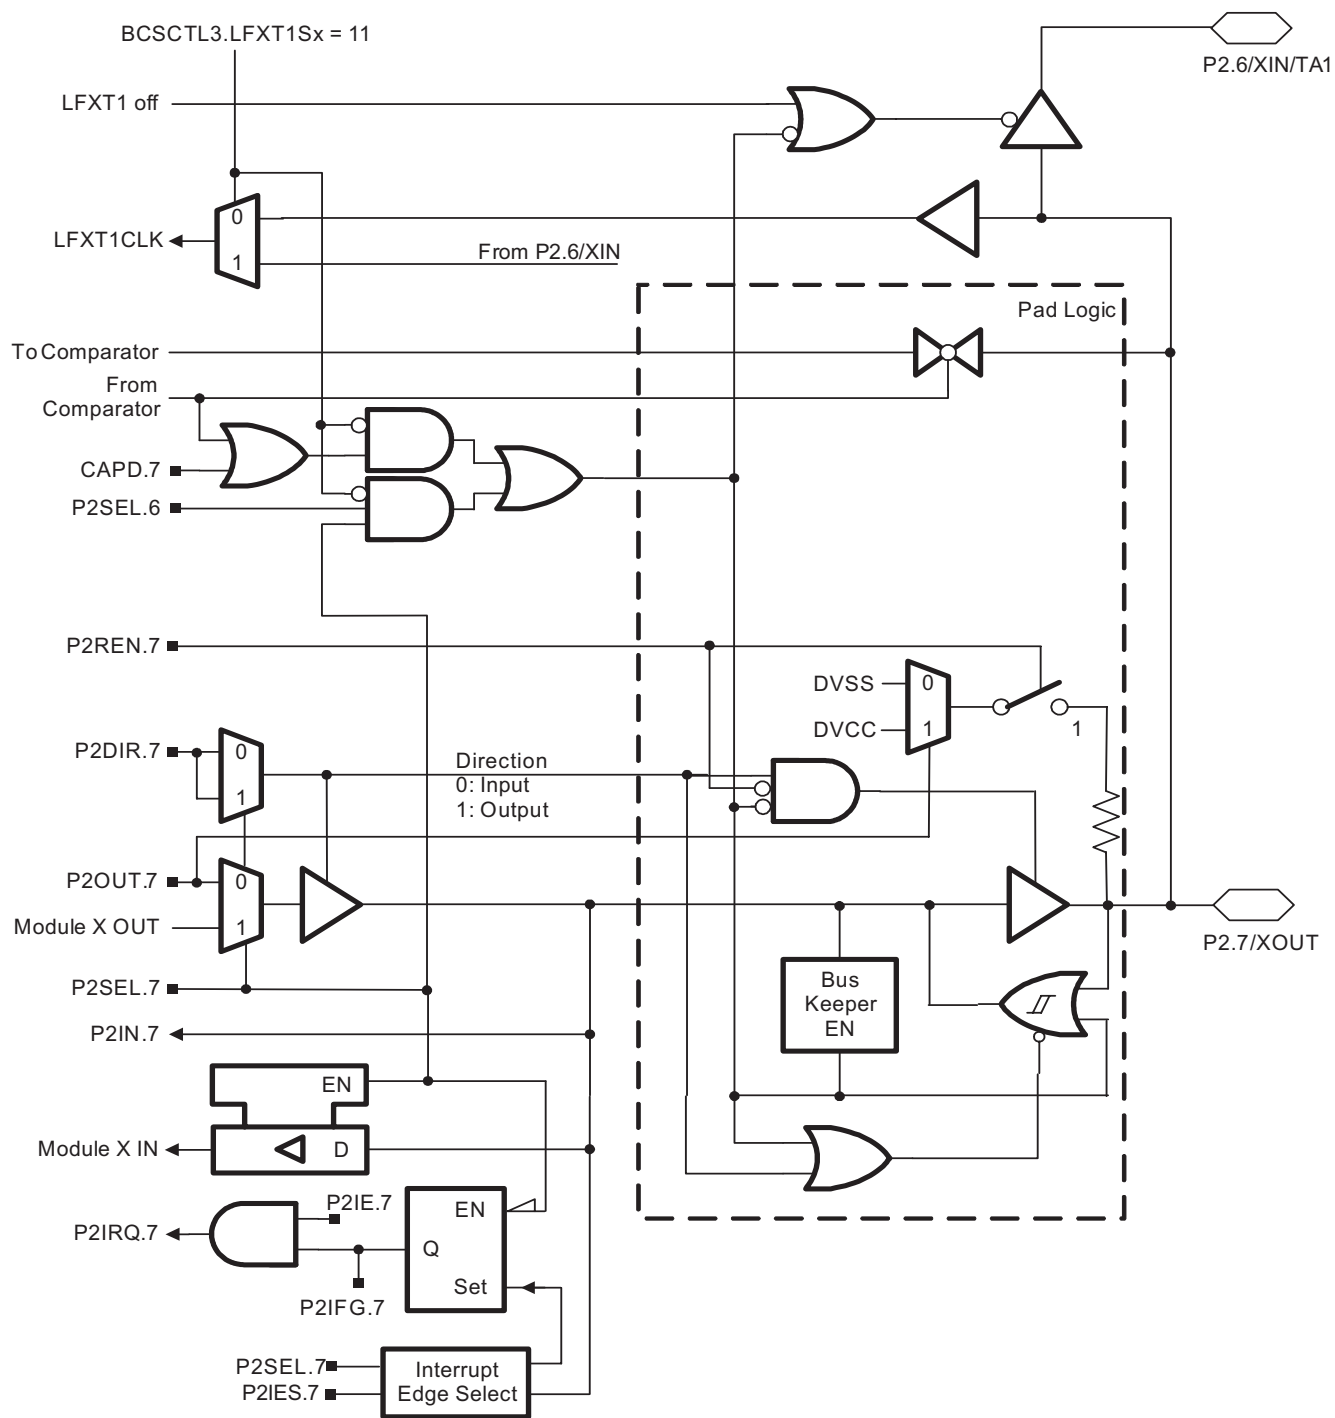 BCSCTL3.LFXT1Sx = 11
P2.6/XIN/TA1
LFXT1 off
0
LFXT1CLK
1
From P2.6/XIN
Pad Logic
To Comparator
From
Comparator
CAPD.7
P2SEL.6
P2REN.7
DVSS
0
DVCC
1
1
P2DIR.7
0
1
Direction
0: Input
1: Output
P2OUT.7
0
Module X OUT
1
P2.7/XOUT
P2SEL.7
Bus
Keeper
EN
P2IN.7
EN
Module X IN
D
P2IE.7
EN
P2IRQ.7
Q
Set
P2IFG.7
P2SEL.7
P2IES.7
Interrupt
Edge Select